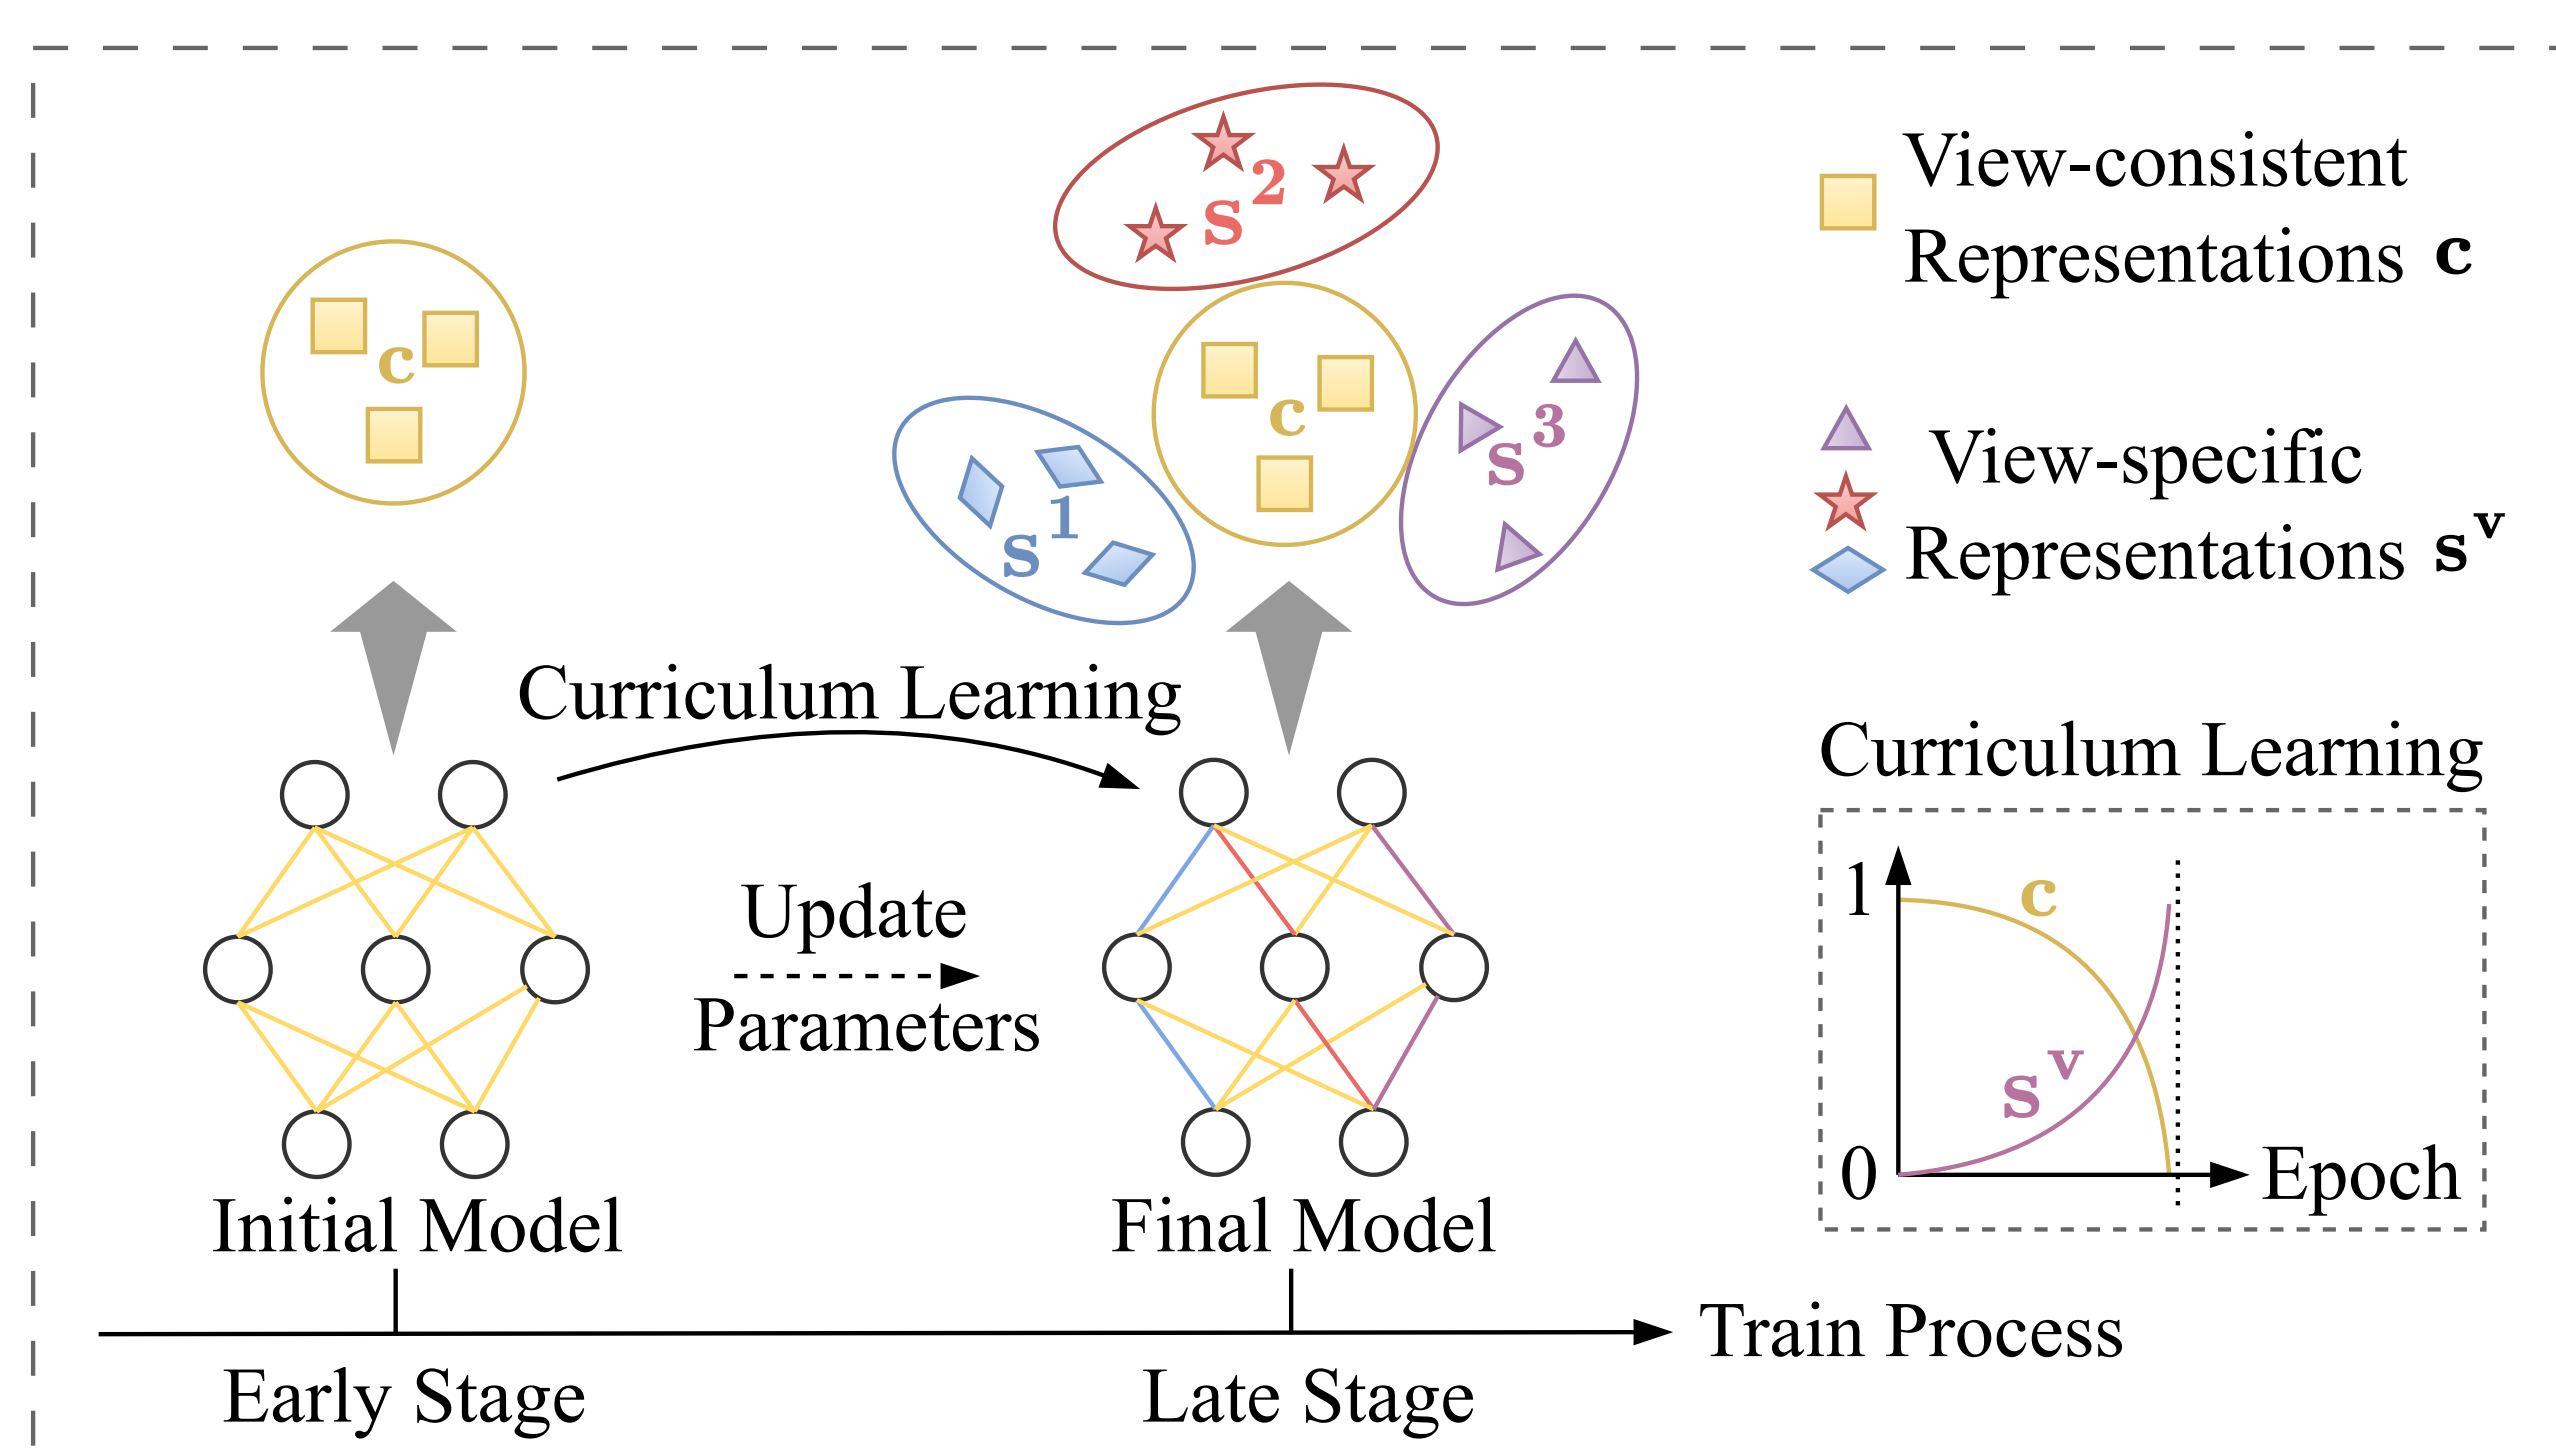 s²
c
c
s³
s¹
View-consistent
Representations c
View-specific
Representations sᵛ
Curriculum Learning
Update
Parameters
Initial Model
Final Model
Curriculum Learning
1
c
sᵛ
0
Epoch
Train Process
Early Stage
Late Stage